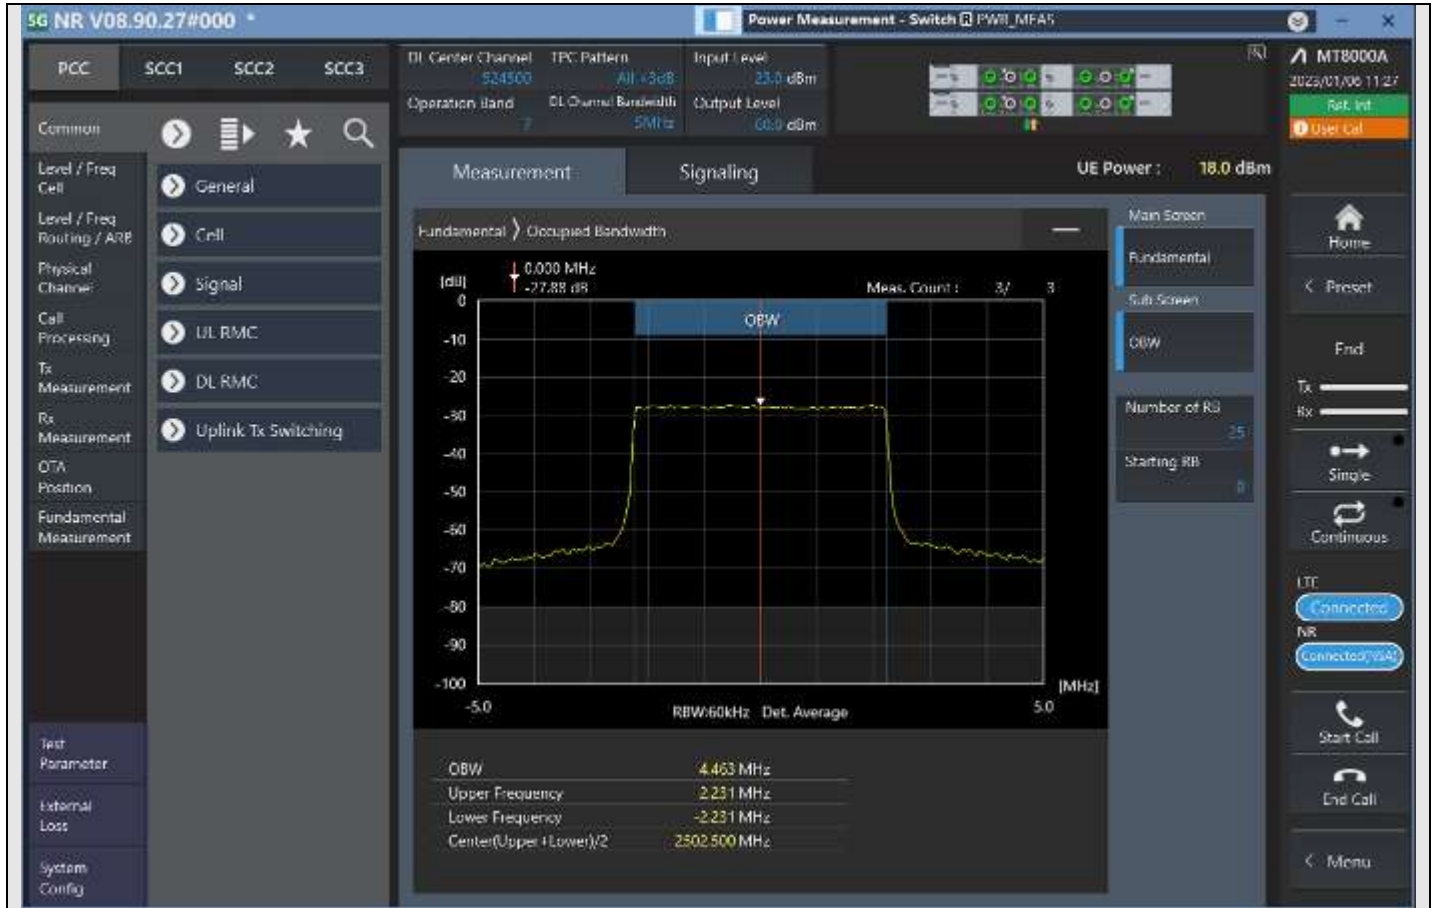 SG NR V08.90.27#000 *
Power Measurement - Switch R PWR_MEAS
PCC SCC1 SCC2 SCC3
DL Center Channel
524500
TPC Pattern
All +3dB
Input Level
23.0 dBm
Operation Band
7
DL Channel Bandwidth
5MHz
Output Level
dBm
MT8000A
2023/01/06 11:27
Ref. Int
User Cal
Common
Level / Freq
Cell
Level / Freq
Routing / ARB
Physical
Channel
Call
Processing
Tx
Measurement
Rx
Measurement
OTA
Position
Fundamental
Measurement
Test
Parameter
External
Loss
System
Config
General
Cell
Signal
UL RMC
DL RMC
Uplink Tx Switching
Measurement Signaling
UE Power : 18.0 dBm
Fundamental Occupied Bandwidth
[dB]
0.000 MHz
-27.88 dB
Meas. Count : 3/ 3
OBW
0
-10
-20
-30
-40
-50
-60
-70
-80
-90
-100
-5.0
RBW:60kHz Det. Average
5.0
[MHz]
OBW 4.463 MHz
Upper Frequency 2.231 MHz
Lower Frequency -2.231 MHz
Center(Upper+Lower)/2 2502.500 MHz
Main Screen
Fundamental
Sub Screen
OBW
Number of RB
25
Starting RB
0
Home
< Preset
End
Tx
Rx
Single
Continuous
LTE
Connected
NR
Connected(NSA)
Start Call
End Call
< Menu